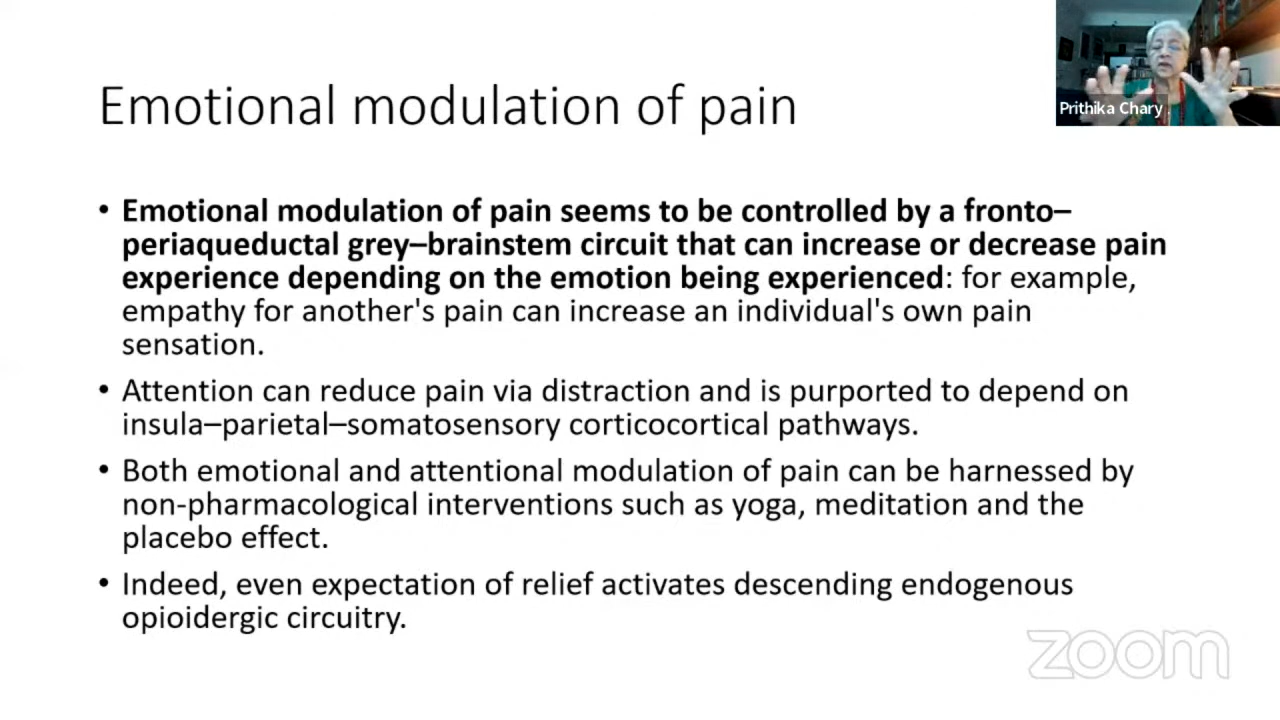 Prithika Chary
Emotional modulation of pain
• Emotional modulation of pain seems to be controlled by a fronto–
periaqueductal grey–brainstem circuit that can increase or decrease pain
experience depending on the emotion being experienced: for example,
empathy for another's pain can increase an individual's own pain
sensation.
• Attention can reduce pain via distraction and is purported to depend on
insula–parietal–somatosensory corticocortical pathways.
• Both emotional and attentional modulation of pain can be harnessed by
non-pharmacological interventions such as yoga, meditation and the
placebo effect.
• Indeed, even expectation of relief activates descending endogenous
opioidergic circuitry.
zoom